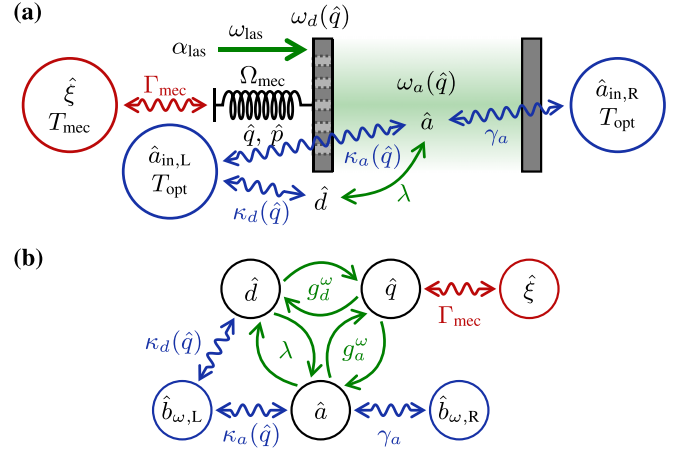 (a)
ω_d(q̂)
ω_las
α_las
Ω_mec
ω_a(q̂)
ξ̂
T_mec
Γ_mec
q̂, p̂
â
â_in,R
T_opt
γ_a
â_in,L
T_opt
κ_a(q̂)
κ_d(q̂)
d̂
λ
(b)
d̂
g_d^ω
q̂
ξ̂
Γ_mec
κ_d(q̂)
λ
g_a^ω
b̂_ω,L
â
b̂_ω,R
κ_a(q̂)
γ_a